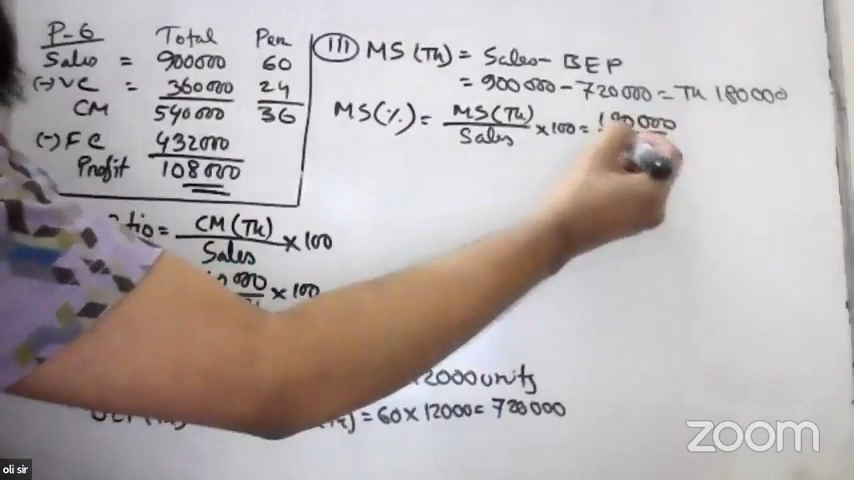 P-6 Total Per
Sales = 900000 60
(-) VC = 360000 24
CM 540000 36
(-) FC 432000
Profit 108000
III MS (Tk) = Sales - BEP
= 900000 - 720000 = Tk 180000
MS(%) = MS(Tk) / Sales × 100 = 180000
tio = CM (Tk) / Sales × 100
× 100
2000 units
= 60 × 12000 = 720000
zoom
oli sir